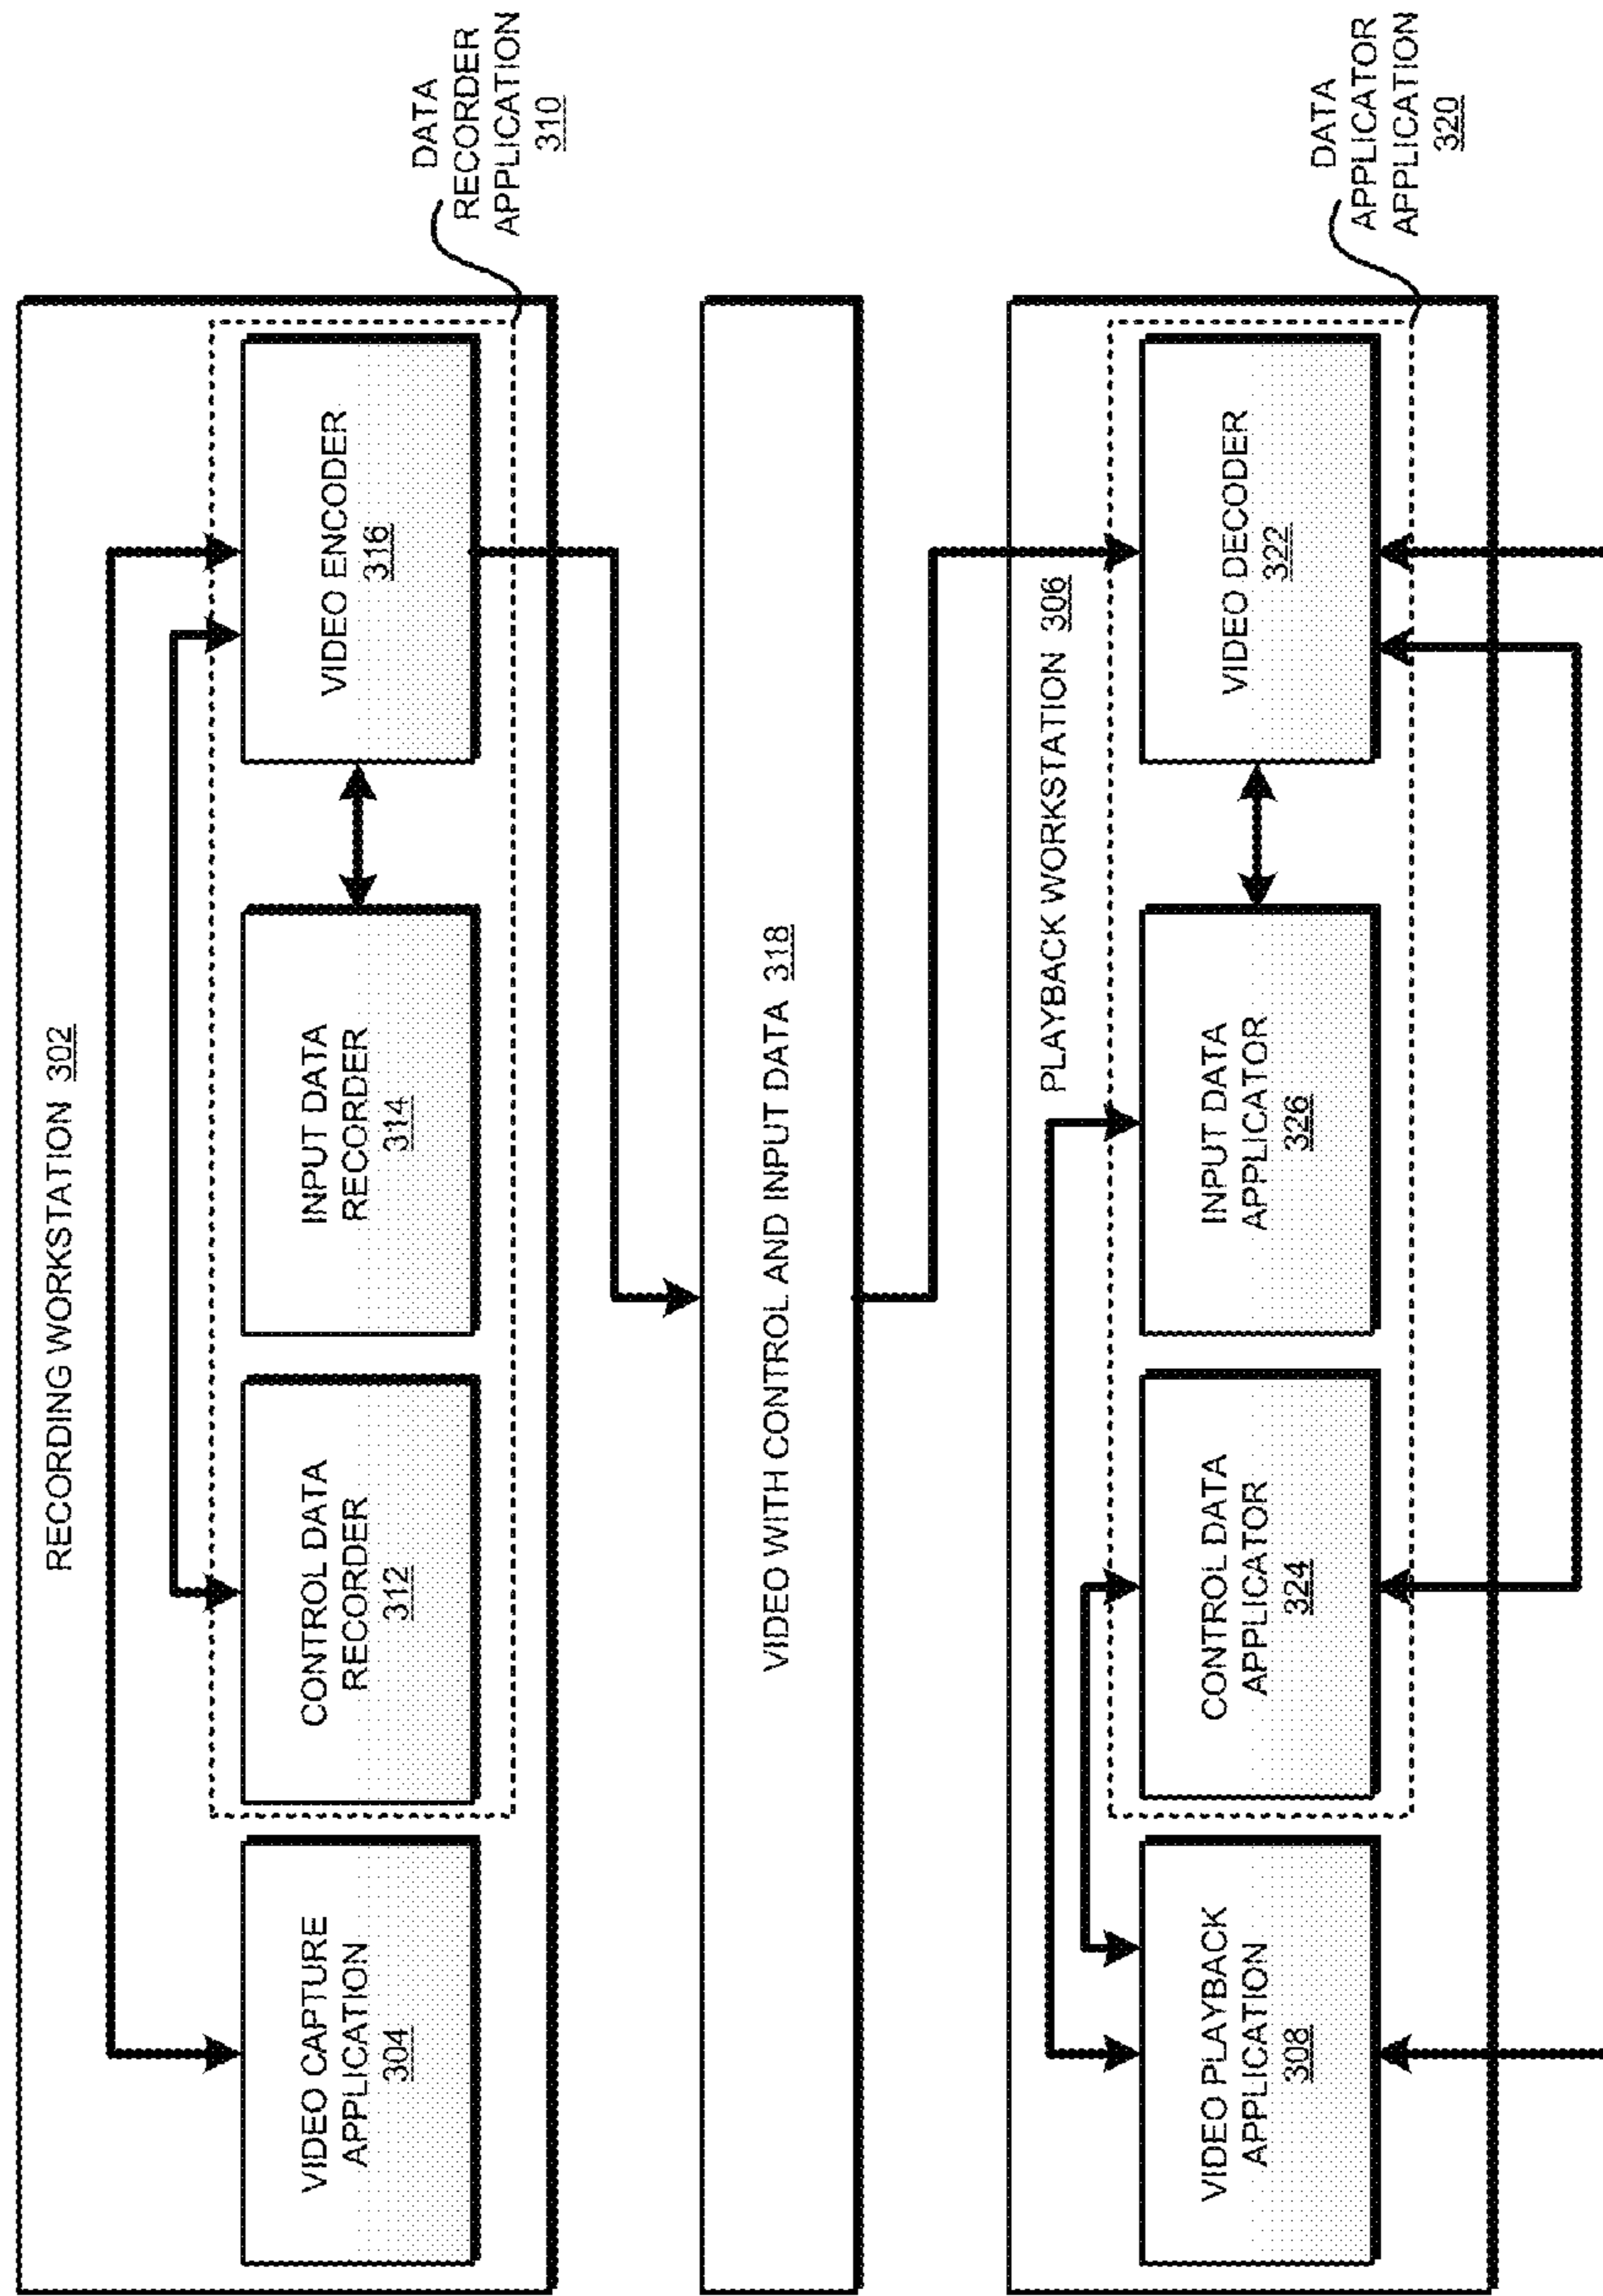 RECORDING WORKSTATION 302
VIDEO CAPTURE
APPLICATION
304
CONTROL DATA
RECORDER
312
INPUT DATA
RECORDER
314
VIDEO ENCODER
316
DATA
RECORDER
APPLICATION
310
VIDEO WITH CONTROL AND INPUT DATA 318
PLAYBACK WORKSTATION 306
VIDEO PLAYBACK
APPLICATION
308
CONTROL DATA
APPLICATOR
324
INPUT DATA
APPLICATOR
326
VIDEO DECODER
322
DATA
APPLICATOR
APPLICATION
320